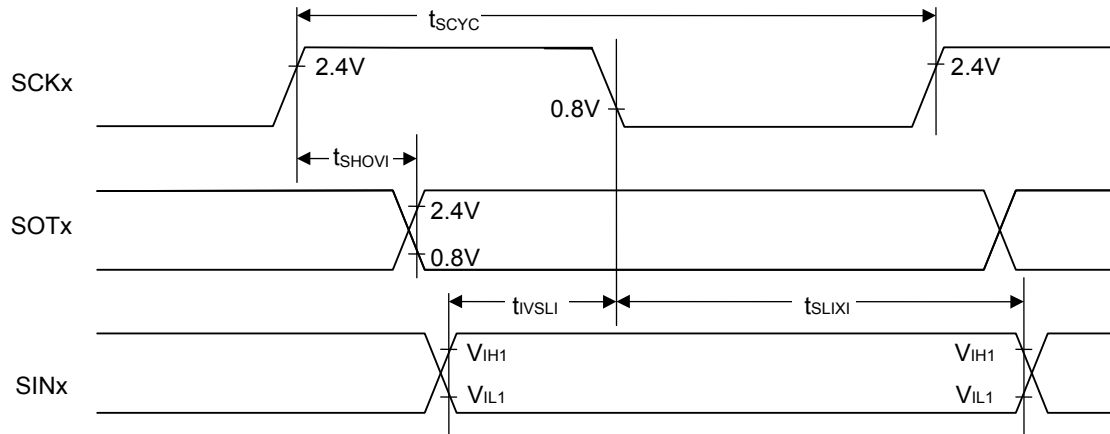 tSCYC
SCKx
2.4V
0.8V
2.4V
tSHOVI
SOTx
2.4V
0.8V
tIVSLI
tSLIXI
SINx
VIH1
VIH1
VIL1
VIL1